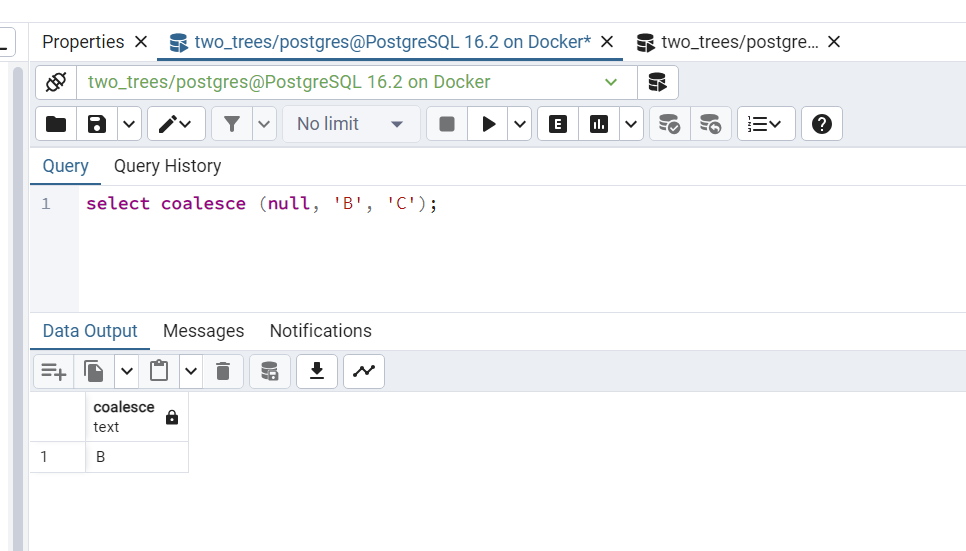 Properties
two_trees/postgres@PostgreSQL 16.2 on Docker*
two_trees/postgre...
two_trees/postgres@PostgreSQL 16.2 on Docker
No limit
E
Query Query History
1 select coalesce (null, 'B', 'C');
Data Output Messages Notifications
coalesce
text
1 B